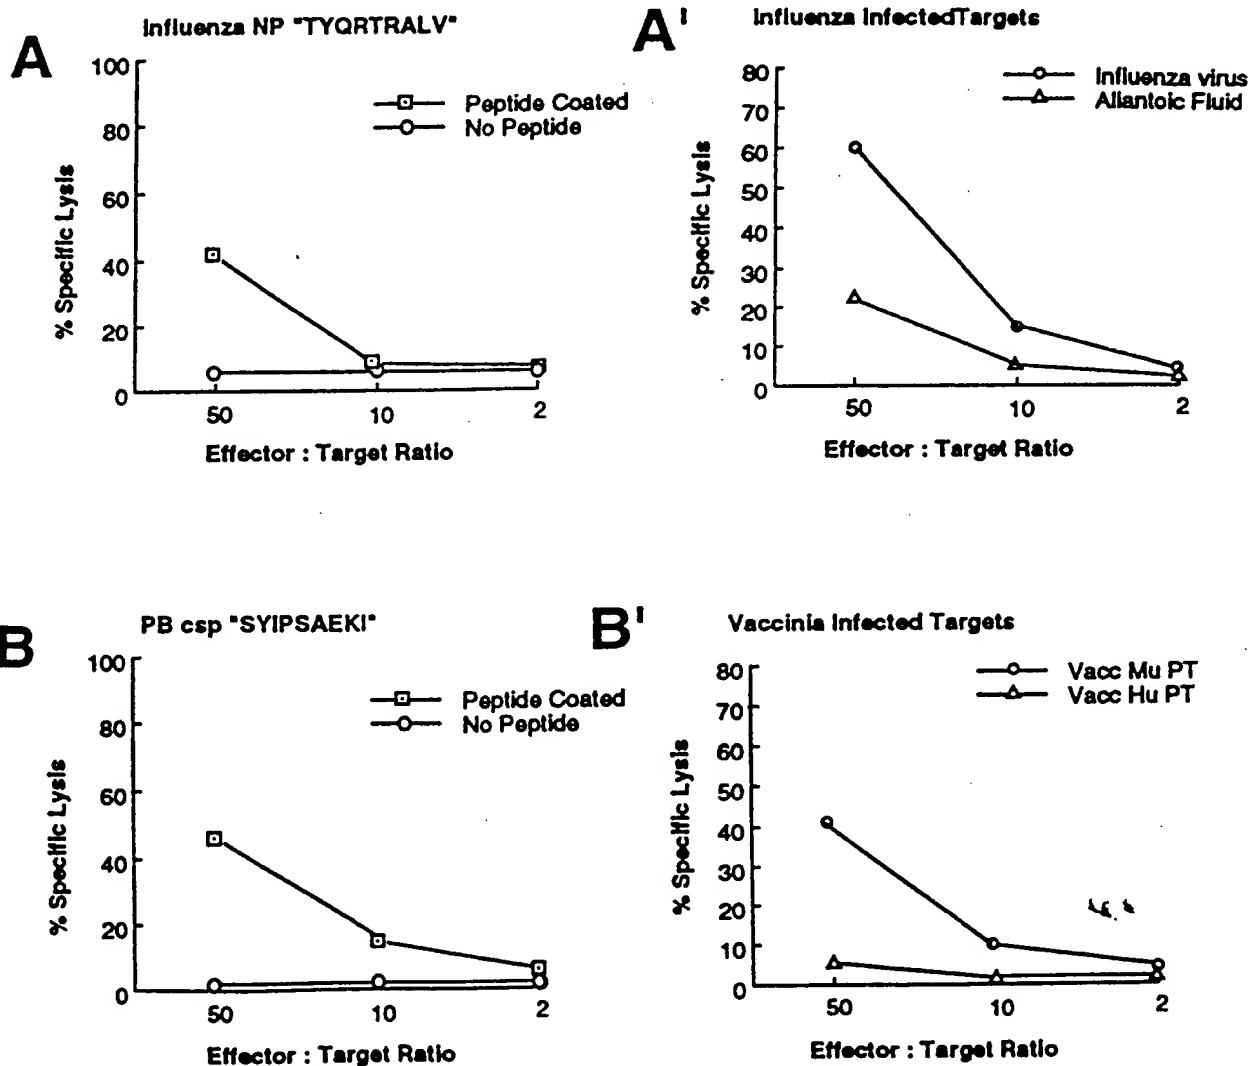 A
Influenza NP "TYQRTRALV"
100
80
60
40
20
0
% Specific Lysis
Peptide Coated
No Peptide
50 10 2
Effector : Target Ratio
A'
Influenza InfectedTargets
80
70
60
50
40
30
20
10
0
% Specific Lysis
Influenza virus
Allantoic Fluid
50 10 2
Effector : Target Ratio
B
PB csp "SYIPSAEKI"
100
80
60
40
20
0
% Specific Lysis
Peptide Coated
No Peptide
50 10 2
Effector : Target Ratio
B'
Vaccinia Infected Targets
80
70
60
50
40
30
20
10
0
% Specific Lysis
Vacc Mu PT
Vacc Hu PT
50 10 2
Effector : Target Ratio